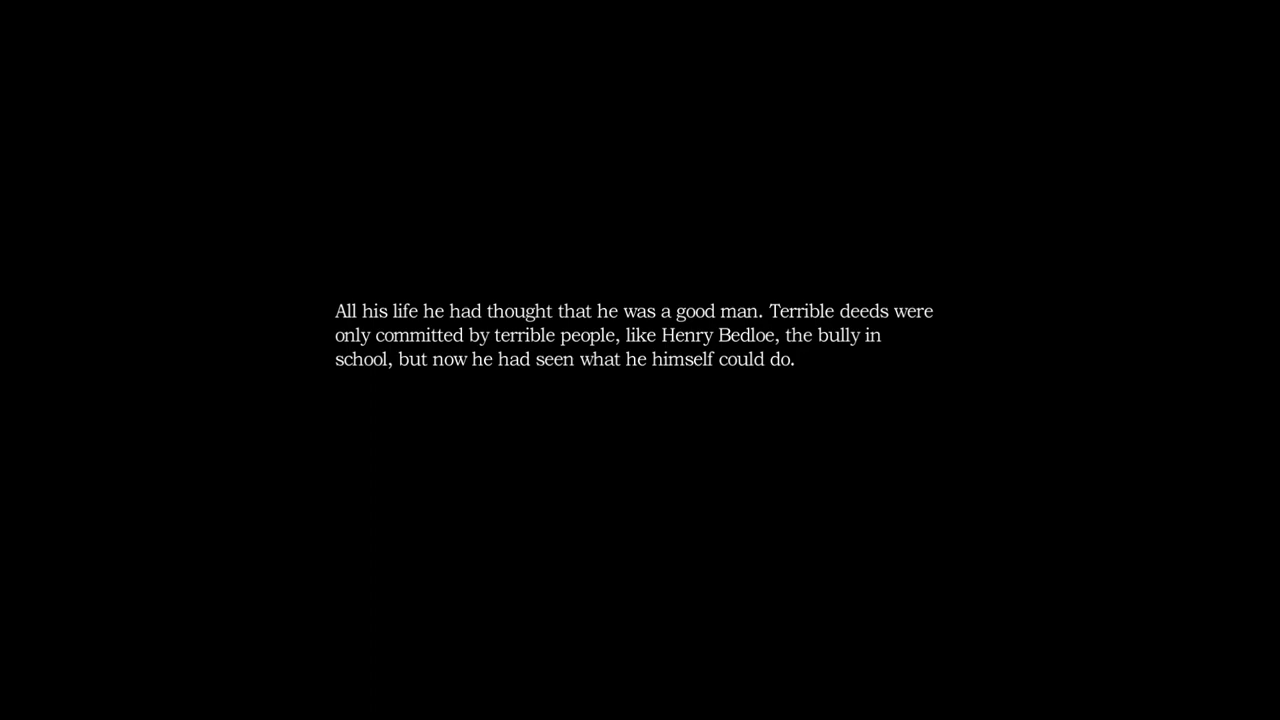 All his life he had thought that he was a good man. Terrible deeds were
only committed by terrible people, like Henry Bedloe, the bully in
school, but now he had seen what he himself could do.